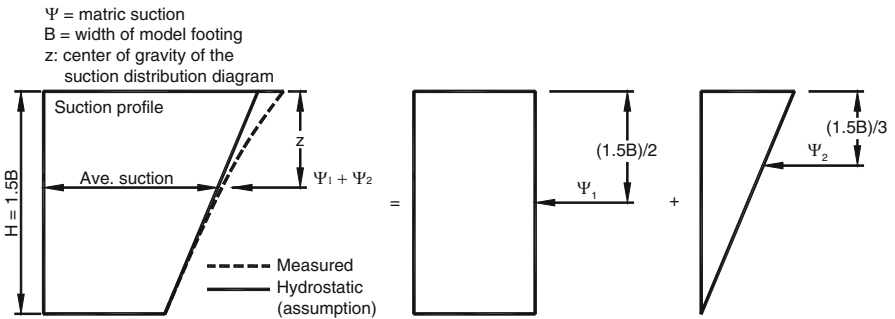 Ψ = matric suction
B = width of model footing
z: center of gravity of the
suction distribution diagram
Suction profile
H = 1.5B
Ave. suction
z
Ψ₁ + Ψ₂
Measured
Hydrostatic
(assumption)
=
(1.5B)/2
Ψ₁
+
(1.5B)/3
Ψ₂